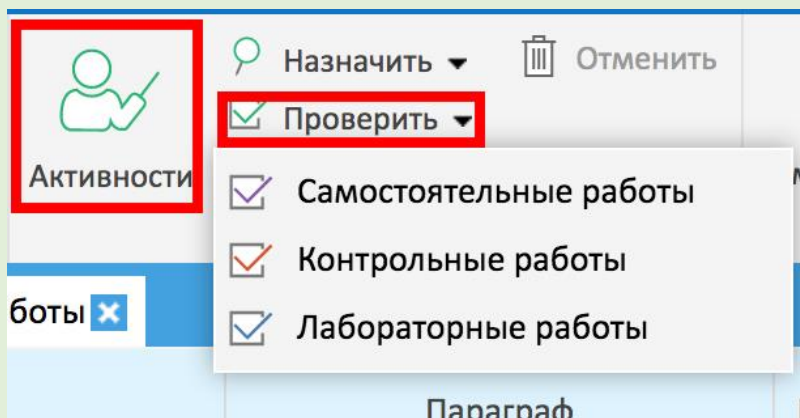 Назначить
Отменить
Проверить
Активности
Самостоятельные работы
Контрольные работы
Лабораторные работы
боты
Параграф